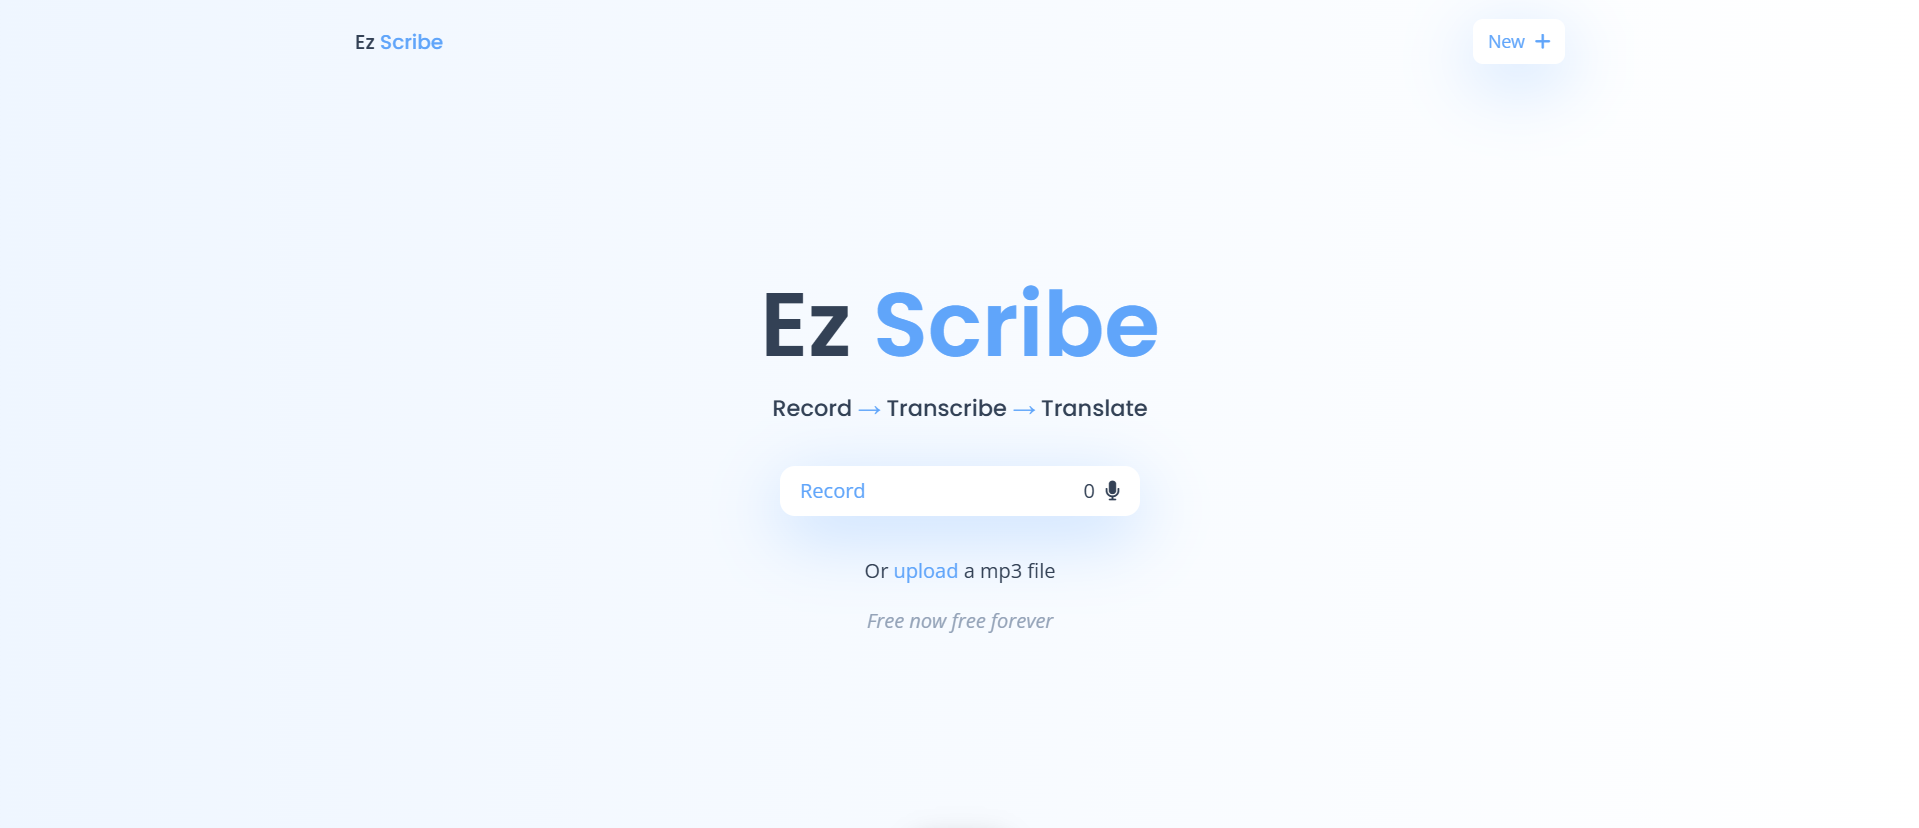 Ez Scribe
New +
Ez Scribe
Record → Transcribe → Translate
Record 0
Or upload a mp3 file
Free now free forever